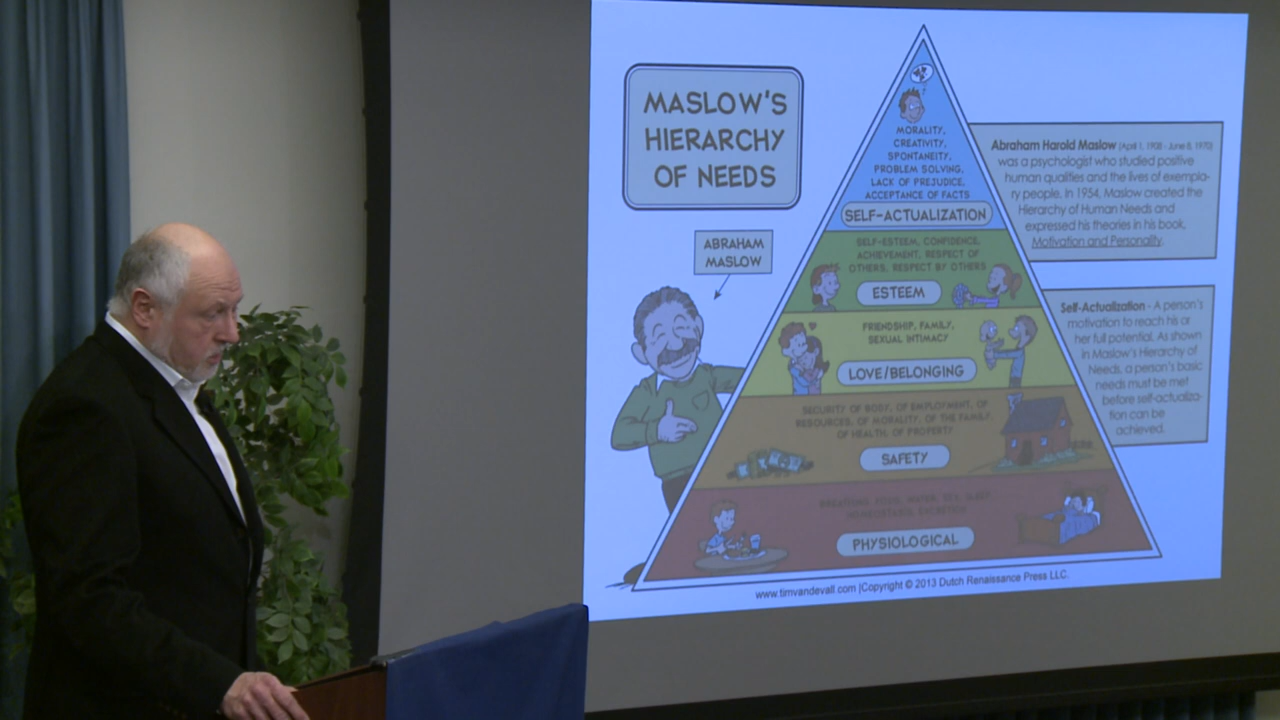 MASLOW'S
HIERARCHY
OF NEEDS
ABRAHAM
MASLOW
MORALITY,
CREATIVITY,
SPONTANEITY,
PROBLEM SOLVING,
LACK OF PREJUDICE,
ACCEPTANCE OF FACTS
SELF-ACTUALIZATION
SELF-ESTEEM, CONFIDENCE,
ACHIEVEMENT, RESPECT OF
OTHERS, RESPECT BY OTHERS
ESTEEM
FRIENDSHIP, FAMILY,
SEXUAL INTIMACY
LOVE/BELONGING
SECURITY OF BODY, OF EMPLOYMENT, OF
RESOURCES, OF MORALITY, OF THE FAMILY,
OF HEALTH, OF PROPERTY
SAFETY
BREATHING, FOOD, WATER, SEX, SLEEP
HOMEOSTASIS, EXCRETION
PHYSIOLOGICAL
Abraham Harold Maslow (April 1, 1908 - June 8, 1970)
was a psychologist who studied positive
human qualities and the lives of exempla-
ry people. In 1954, Maslow created the
Hierarchy of Human Needs and
expressed his theories in his book,
Motivation and Personality.
Self-Actualization - A person's
motivation to reach his or
her full potential. As shown
in Maslow's Hierarchy of
Needs, a person's basic
needs must be met
before self-actualiza-
tion can be
achieved.
www.timvandevall.com | Copyright © 2013 Dutch Renaissance Press LLC.